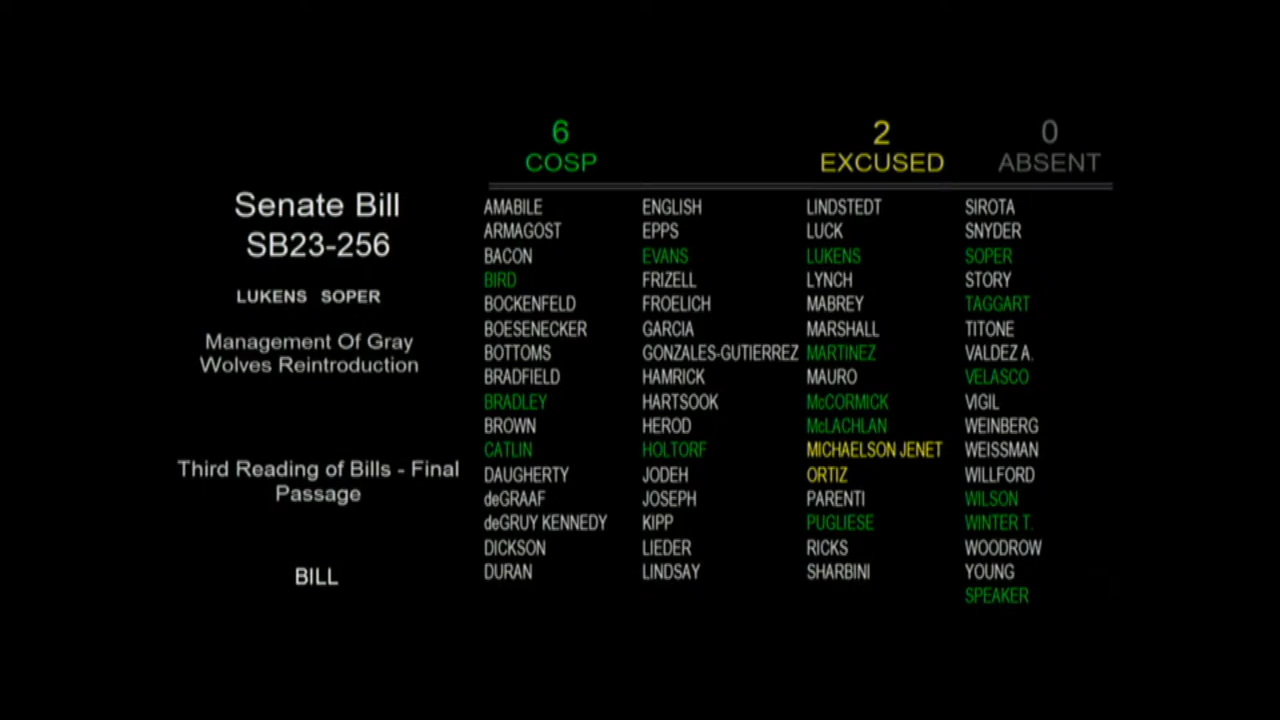 6
COSP
2
EXCUSED
0
ABSENT
Senate Bill
SB23-256
LUKENS SOPER
Management Of Gray
Wolves Reintroduction
Third Reading of Bills - Final
Passage
BILL
AMABILE
ARMAGOST
BACON
BIRD
BOCKENFELD
BOESENECKER
BOTTOMS
BRADFIELD
BRADLEY
BROWN
CATLIN
DAUGHERTY
deGRAAF
deGRUY KENNEDY
DICKSON
DURAN
ENGLISH
EPPS
EVANS
FRIZELL
FROELICH
GARCIA
GONZALES-GUTIERREZ
HAMRICK
HARTSOOK
HEROD
HOLTORF
JODEH
JOSEPH
KIPP
LIEDER
LINDSAY
LINDSTEDT
LUCK
LUKENS
LYNCH
MABREY
MARSHALL
MARTINEZ
MAURO
McCORMICK
McLACHLAN
MICHAELSON JENET
ORTIZ
PARENTI
PUGLIESE
RICKS
SHARBINI
SIROTA
SNYDER
SOPER
STORY
TAGGART
TITONE
VALDEZ A.
VELASCO
VIGIL
WEINBERG
WEISSMAN
WILLFORD
WILSON
WINTER T.
WOODROW
YOUNG
SPEAKER